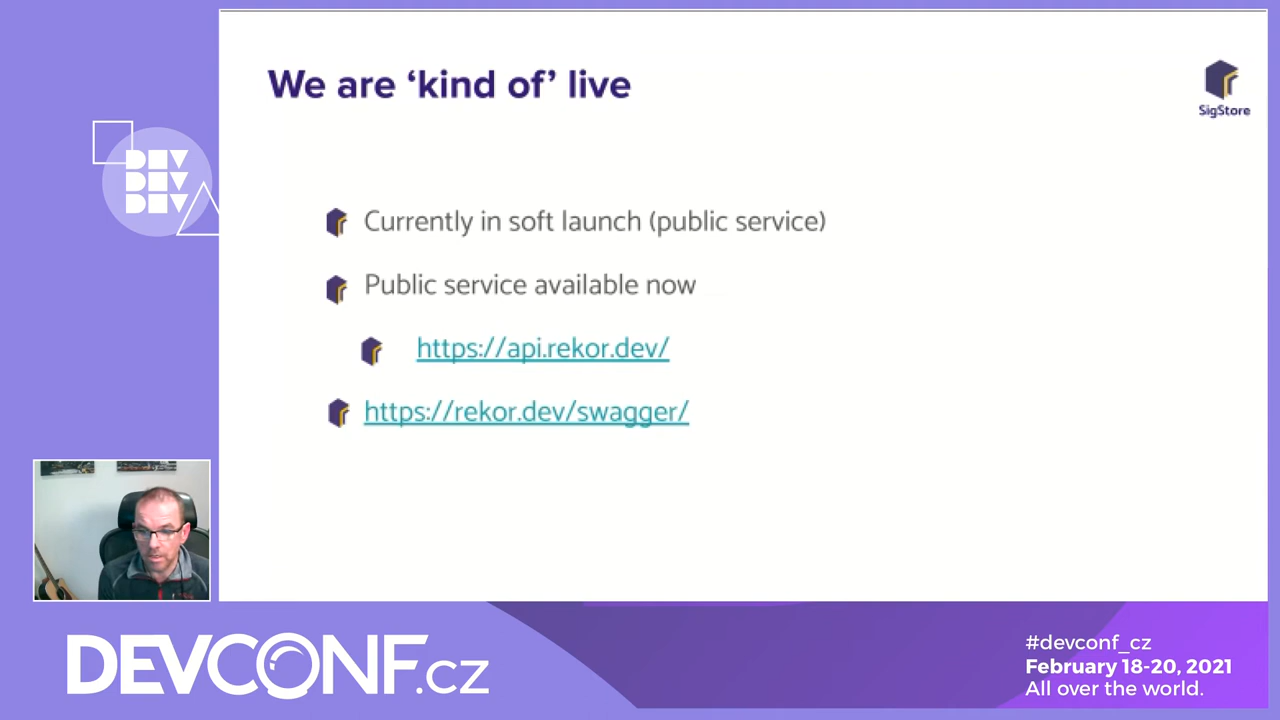 We are ‘kind of’ live
SigStore
DEV
DEV
DEV
Currently in soft launch (public service)
Public service available now
https://api.rekor.dev/
https://rekor.dev/swagger/
DEVCONF.cz
#devconf_cz
February 18-20, 2021
All over the world.